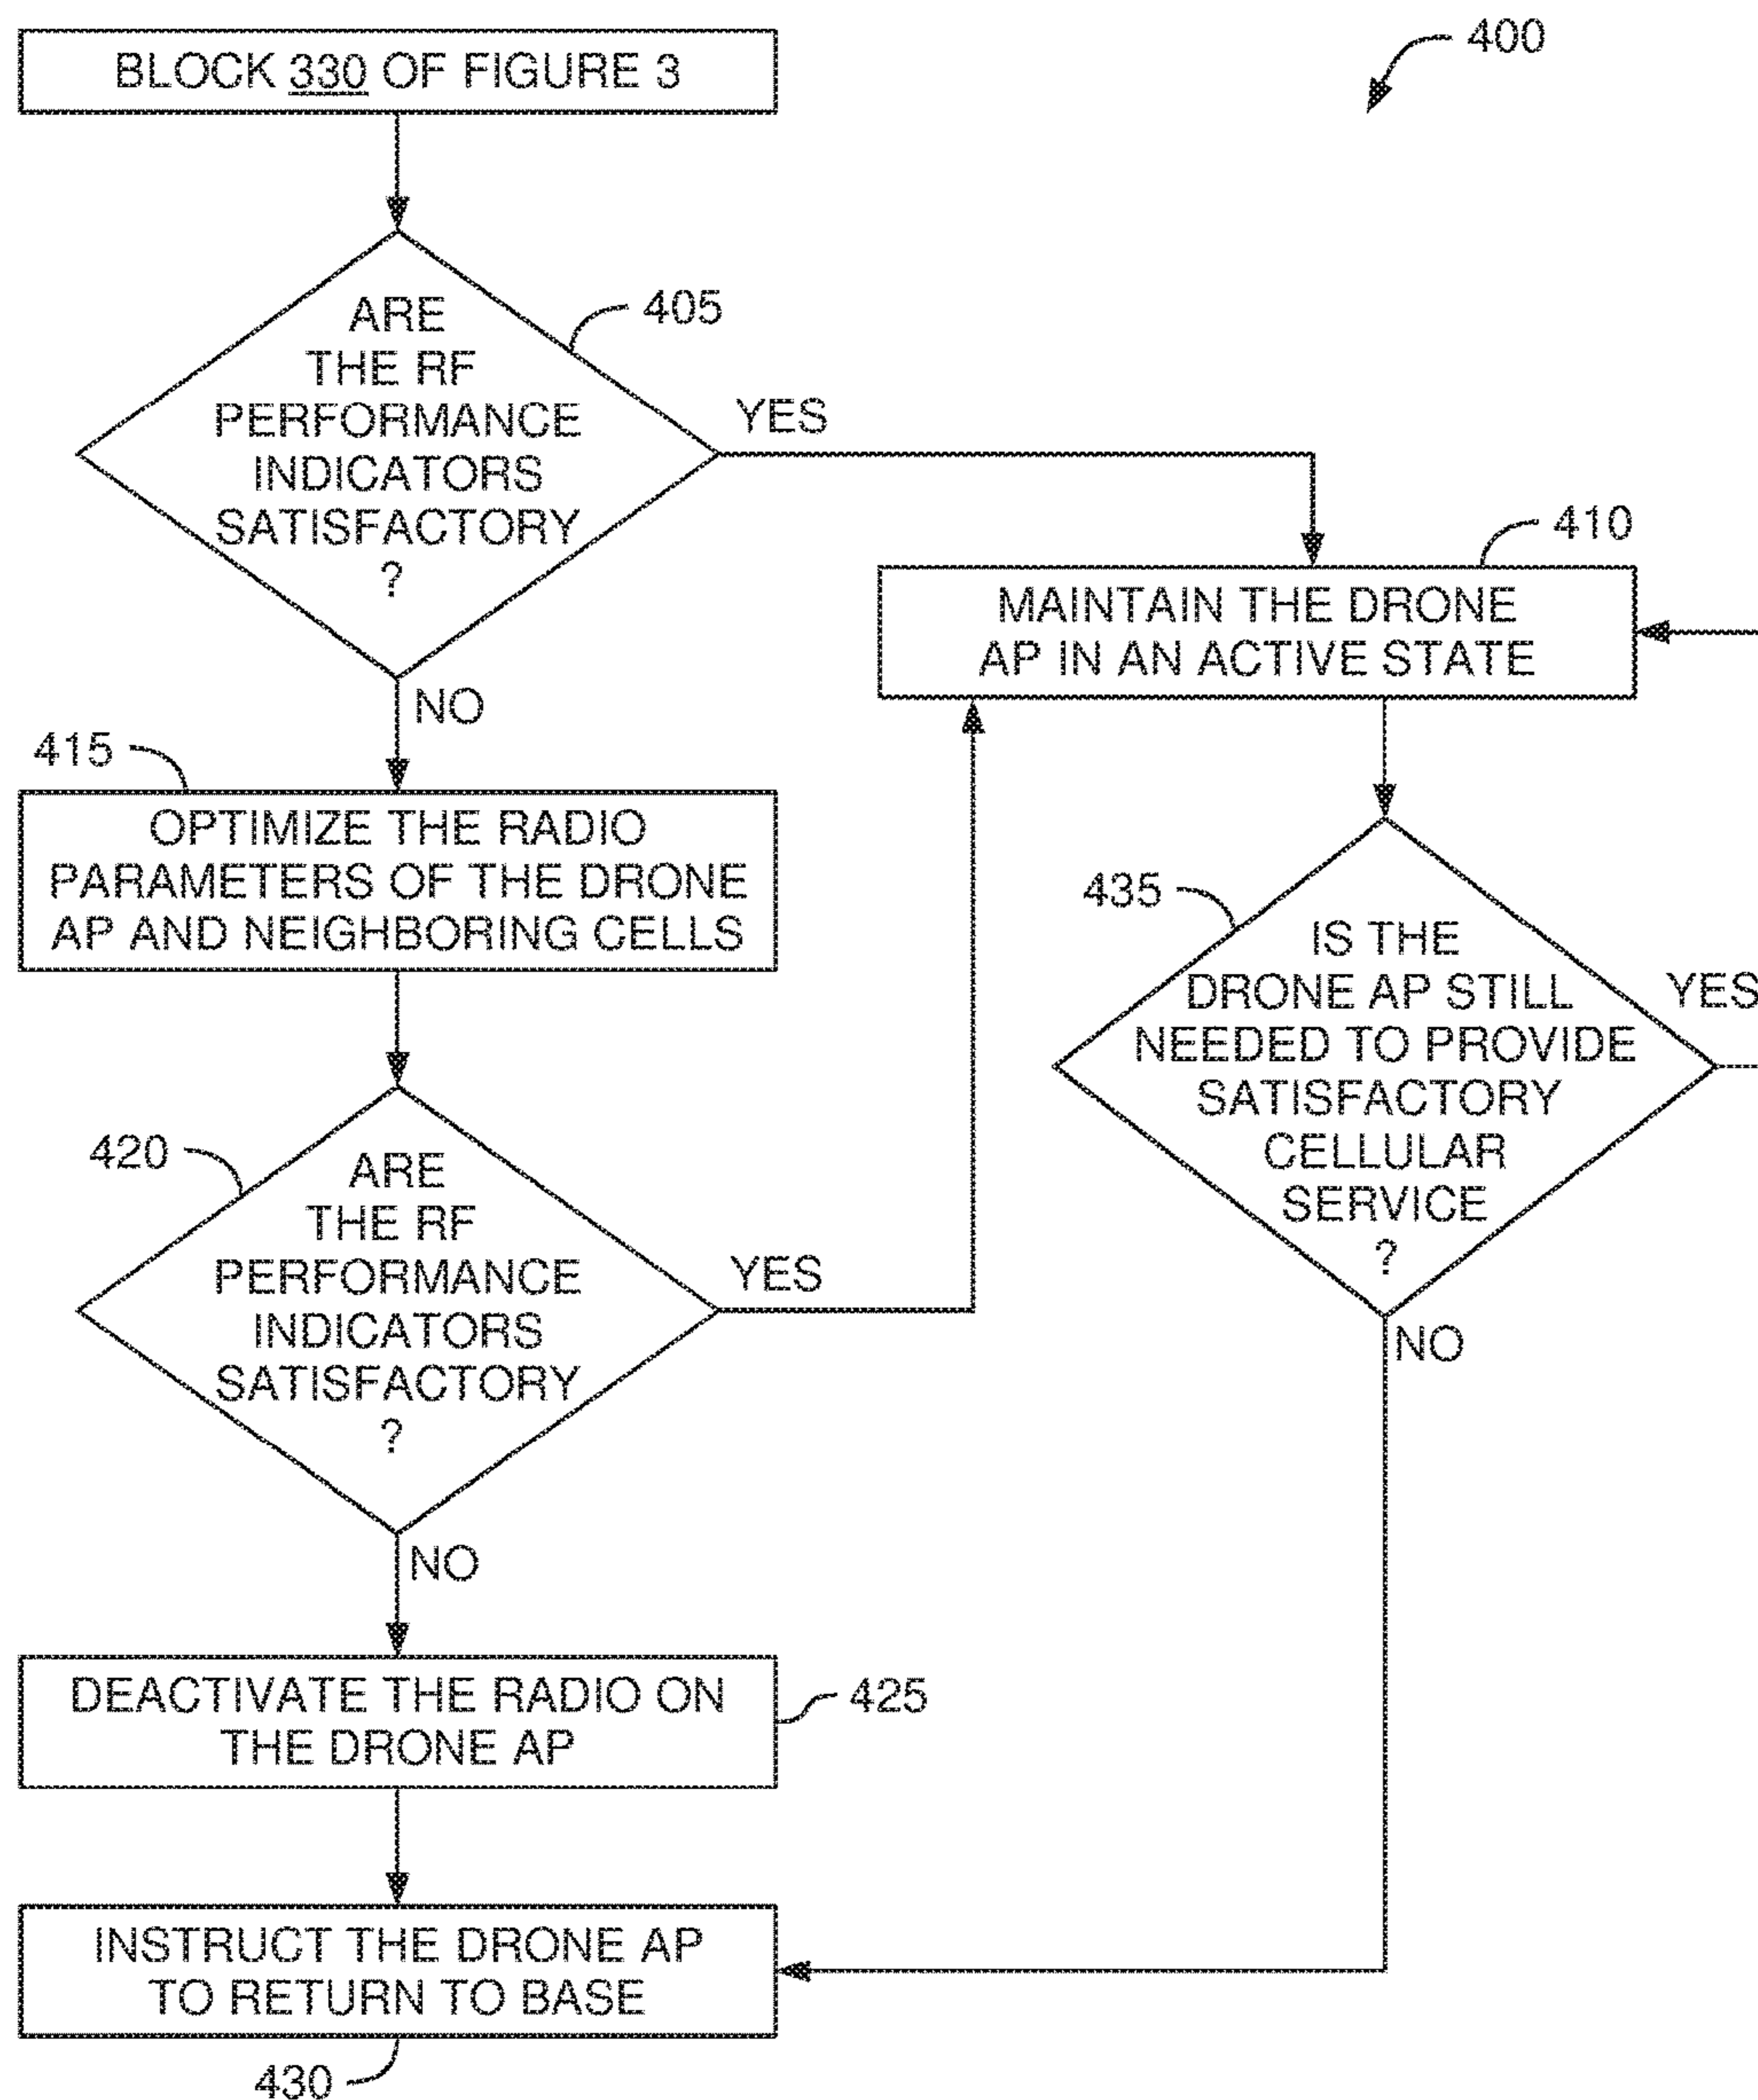 BLOCK 330 OF FIGURE 3
400
ARE
THE RF
PERFORMANCE
INDICATORS
SATISFACTORY
?
405
YES
NO
410
MAINTAIN THE DRONE
AP IN AN ACTIVE STATE
415
OPTIMIZE THE RADIO
PARAMETERS OF THE DRONE
AP AND NEIGHBORING CELLS
435
IS THE
DRONE AP STILL
NEEDED TO PROVIDE
SATISFACTORY
CELLULAR
SERVICE
?
YES
NO
420
ARE
THE RF
PERFORMANCE
INDICATORS
SATISFACTORY
?
YES
NO
DEACTIVATE THE RADIO ON
THE DRONE AP
425
INSTRUCT THE DRONE AP
TO RETURN TO BASE
430